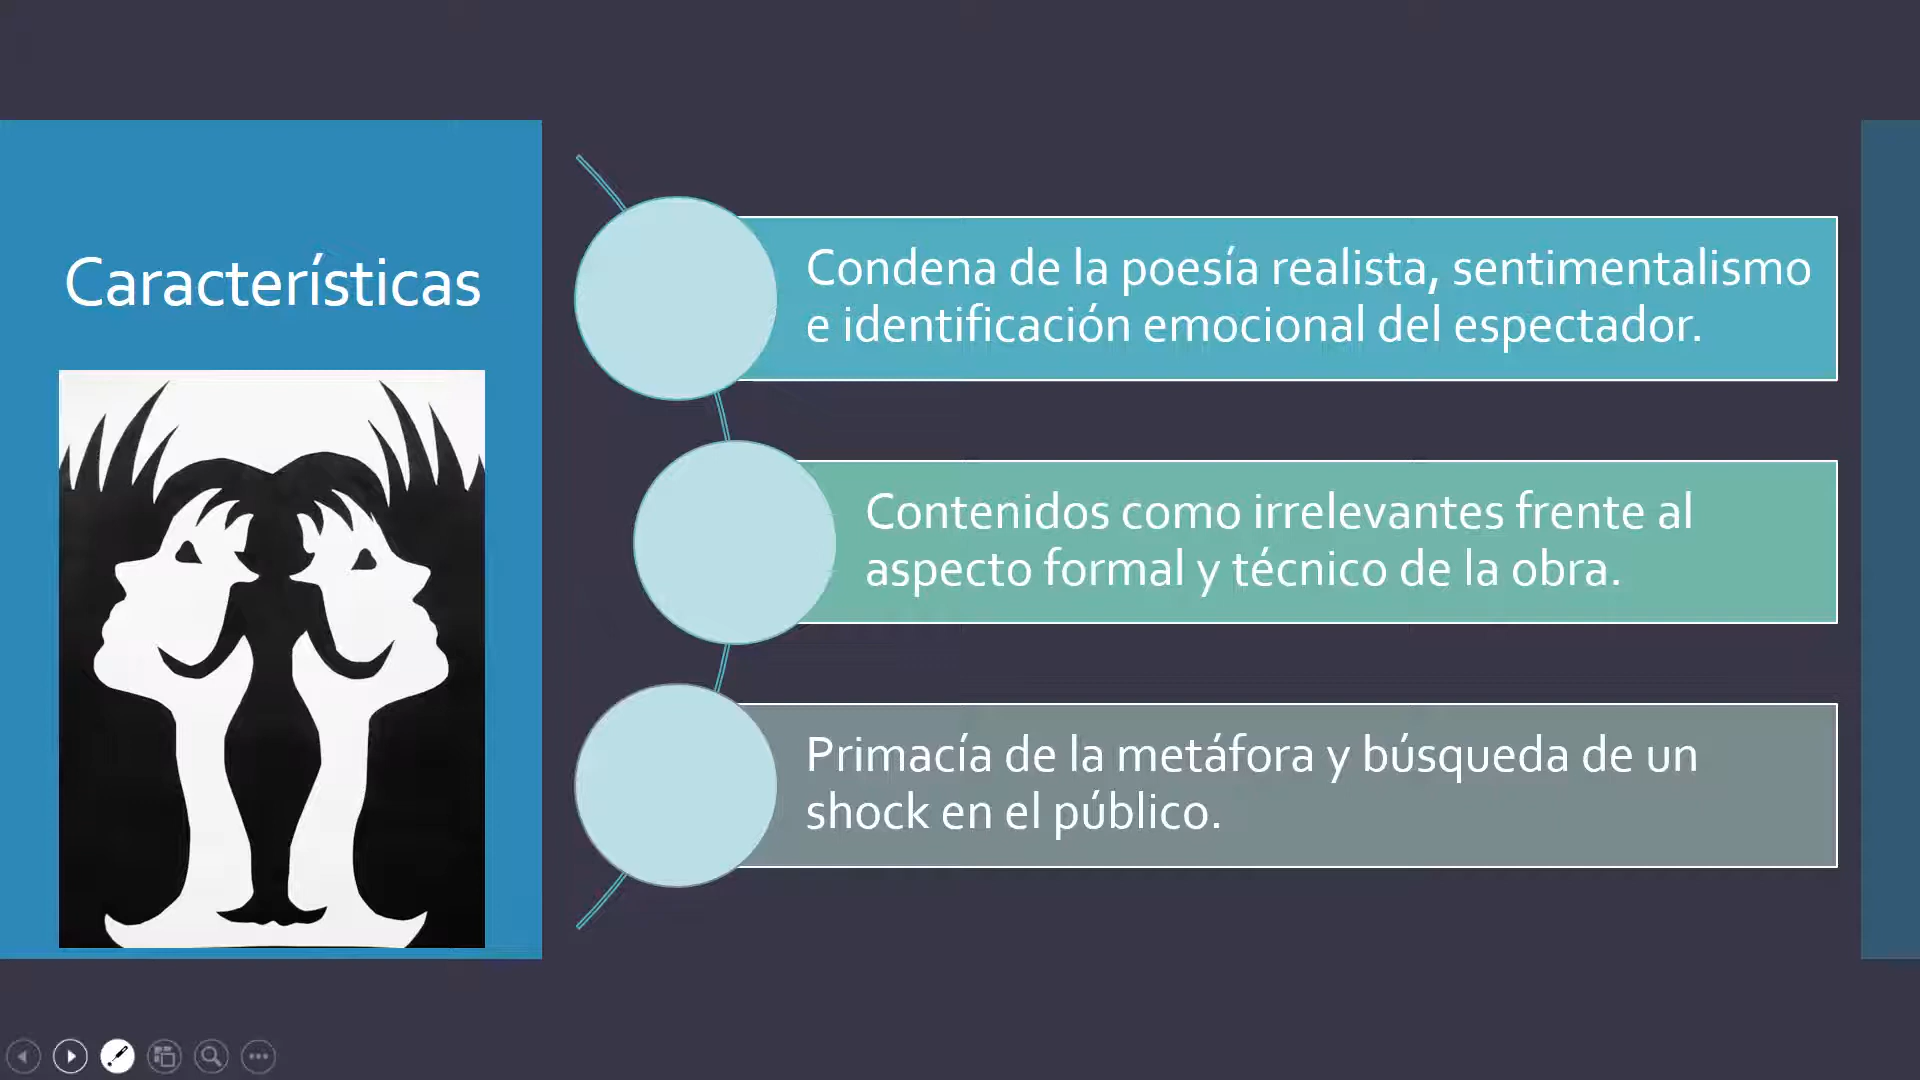 Características
Condena de la poesía realista, sentimentalismo
e identificación emocional del espectador.
Contenidos como irrelevantes frente al
aspecto formal y técnico de la obra.
Primacía de la metáfora y búsqueda de un
shock en el público.